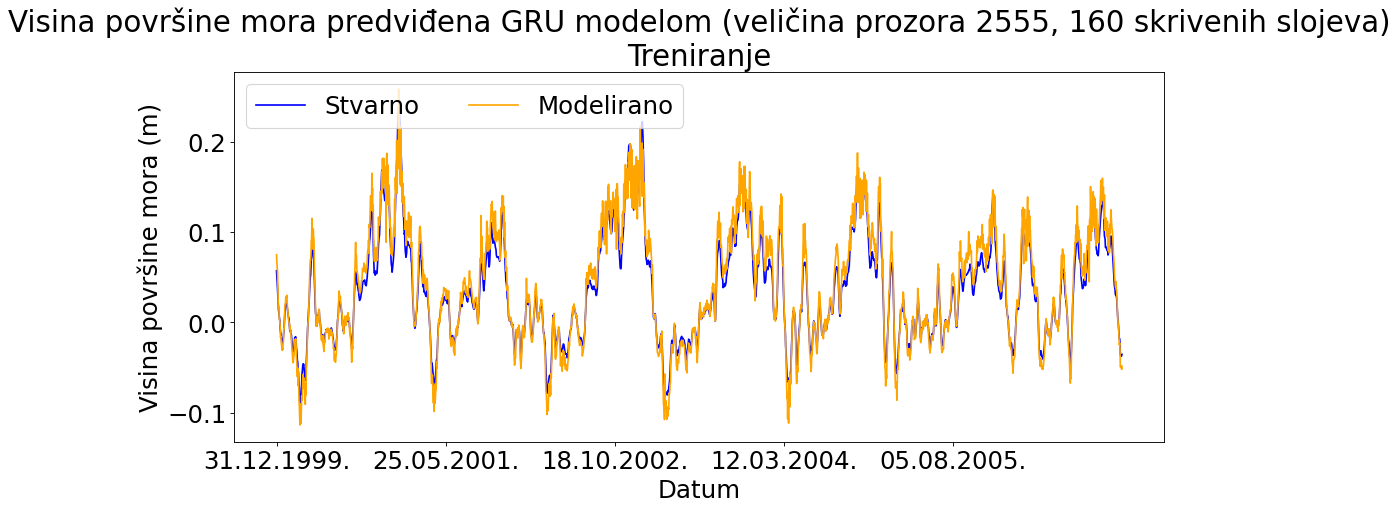 Visina površine mora predviđena GRU modelom (veličina prozora 2555, 160 skrivenih slojeva)
Treniranje
Stvarno Modelirano
Visina površine mora (m)
0.2
0.1
0.0
−0.1
31.12.1999. 25.05.2001. 18.10.2002. 12.03.2004. 05.08.2005.
Datum